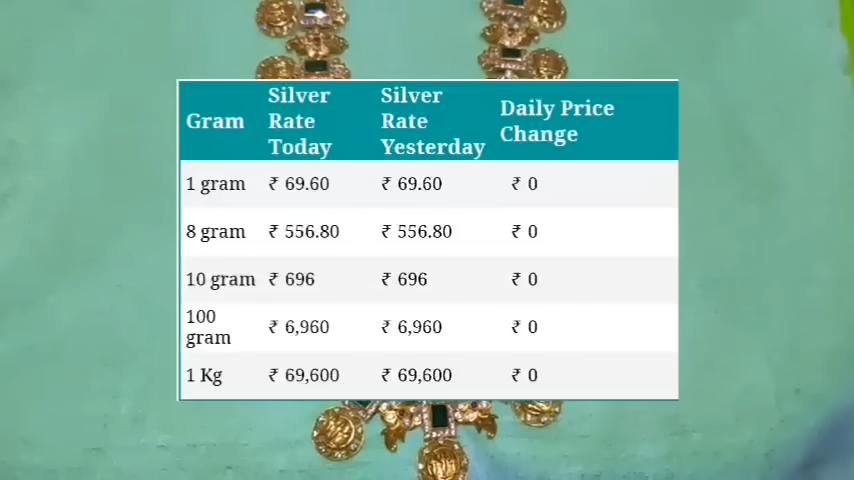 Gram Silver Rate Today Silver Rate Yesterday Daily Price Change
1 gram ₹ 69.60 ₹ 69.60 ₹ 0
8 gram ₹ 556.80 ₹ 556.80 ₹ 0
10 gram ₹ 696 ₹ 696 ₹ 0
100 gram ₹ 6,960 ₹ 6,960 ₹ 0
1 Kg ₹ 69,600 ₹ 69,600 ₹ 0